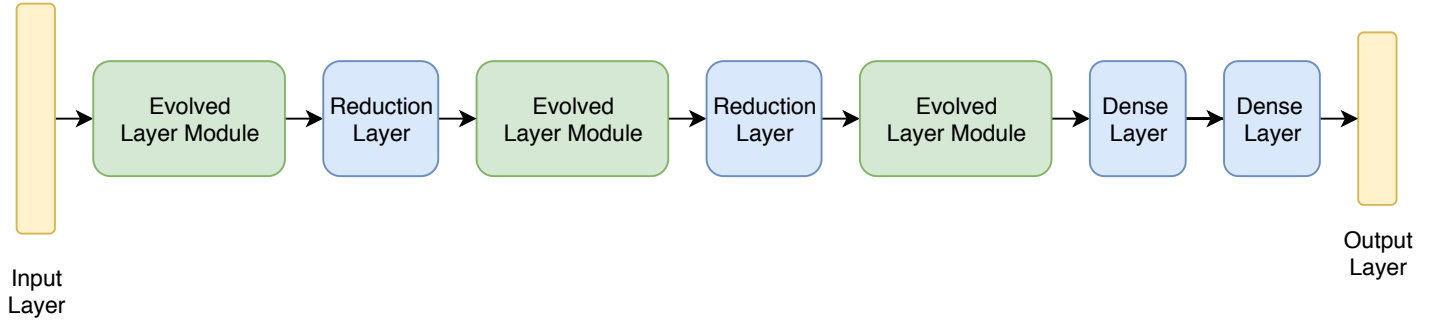 Input
Layer
Evolved
Layer Module
Reduction
Layer
Evolved
Layer Module
Reduction
Layer
Evolved
Layer Module
Dense
Layer
Dense
Layer
Output
Layer